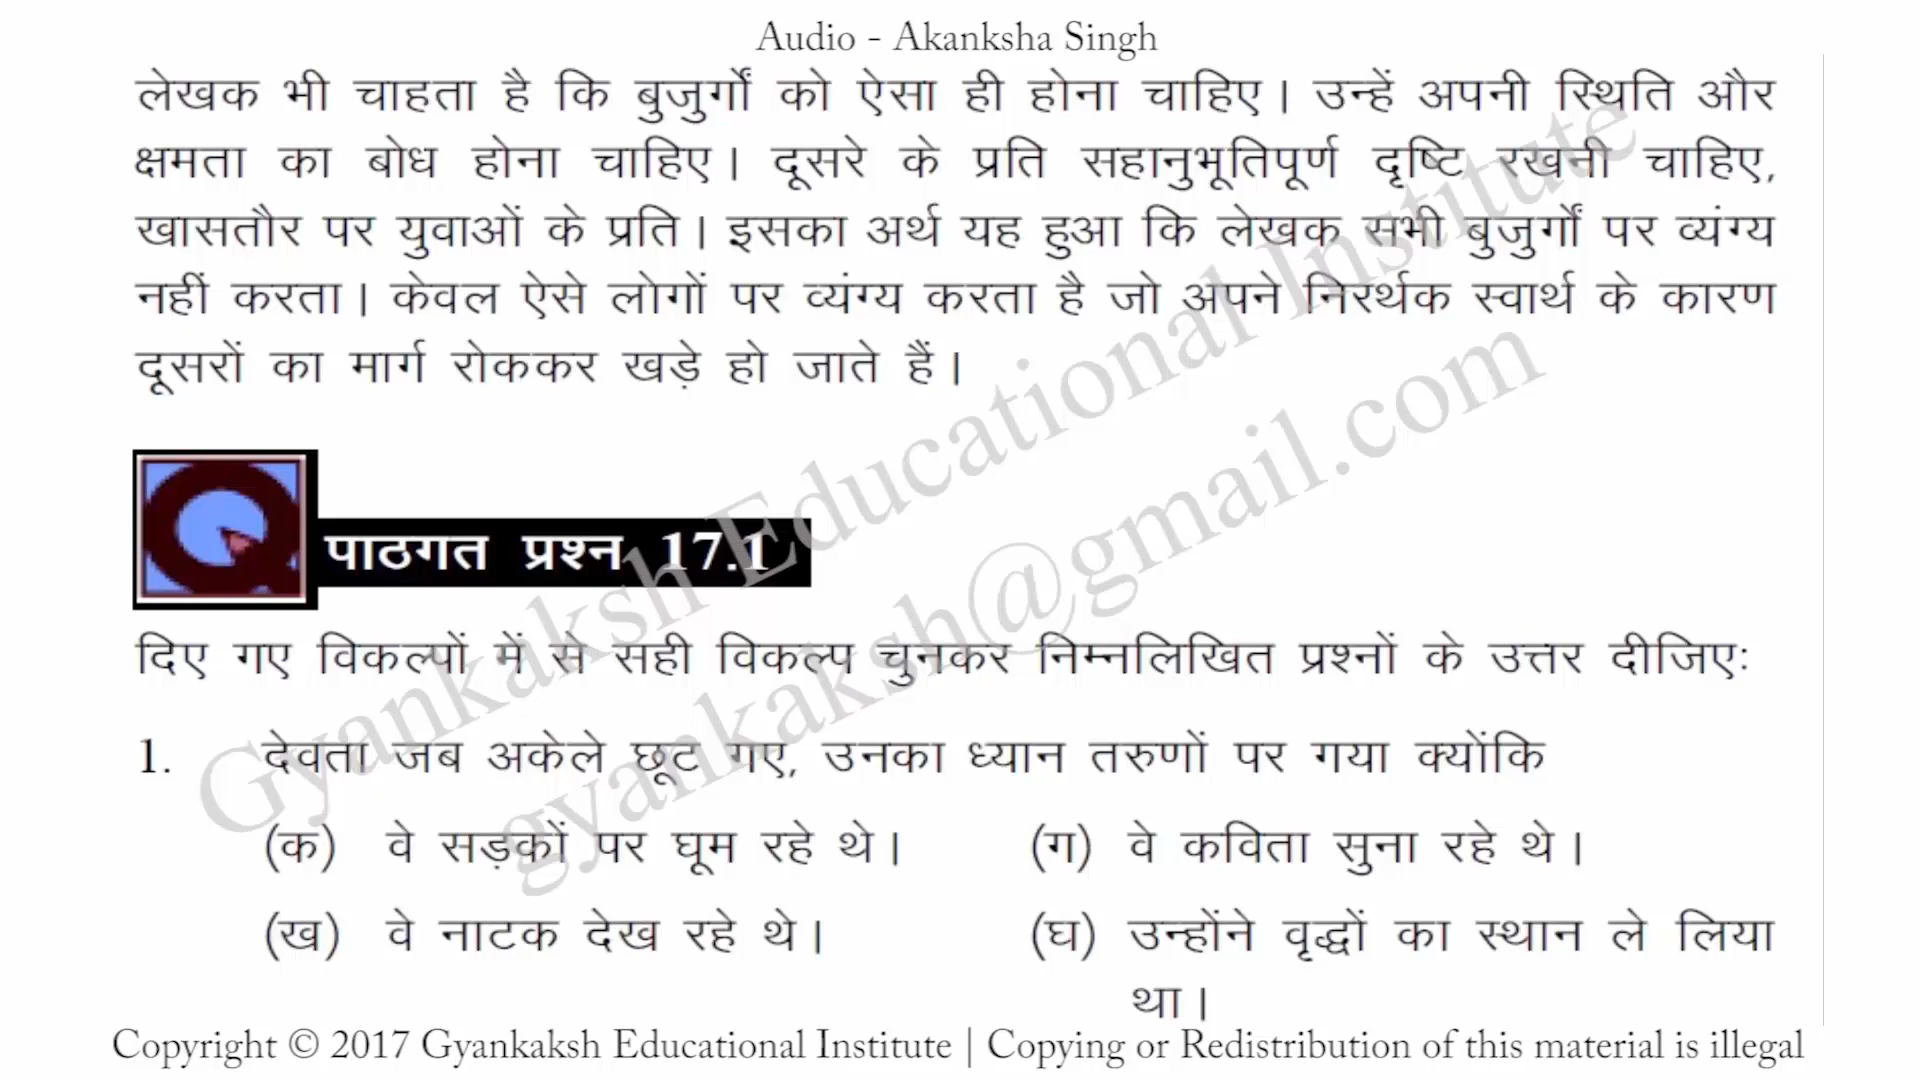 Audio - Akanksha Singh
लेखक भी चाहता है कि बुजुर्गों को ऐसा ही होना चाहिए। उन्हें अपनी स्थिति और
क्षमता का बोध होना चाहिए। दूसरे के प्रति सहानुभूतिपूर्ण दृष्टि रखनी चाहिए,
खासतौर पर युवाओं के प्रति। इसका अर्थ यह हुआ कि लेखक सभी बुजुर्गों पर व्यंग्य
नहीं करता। केवल ऐसे लोगों पर व्यंग्य करता है जो अपने निरर्थक स्वार्थ के कारण
दूसरों का मार्ग रोककर खड़े हो जाते हैं।
पाठगत प्रश्न 17.1
दिए गए विकल्पों में से सही विकल्प चुनकर निम्नलिखित प्रश्नों के उत्तर दीजिएः
1. देवता जब अकेले छूट गए, उनका ध्यान तरुणों पर गया क्योंकि
(क) वे सड़कों पर घूम रहे थे। (ग) वे कविता सुना रहे थे।
(ख) वे नाटक देख रहे थे। (घ) उन्होंने वृद्धों का स्थान ले लिया
था।
Gyankaksh Educational Institute
gyankaksh@gmail.com
Copyright © 2017 Gyankaksh Educational Institute | Copying or Redistribution of this material is illegal